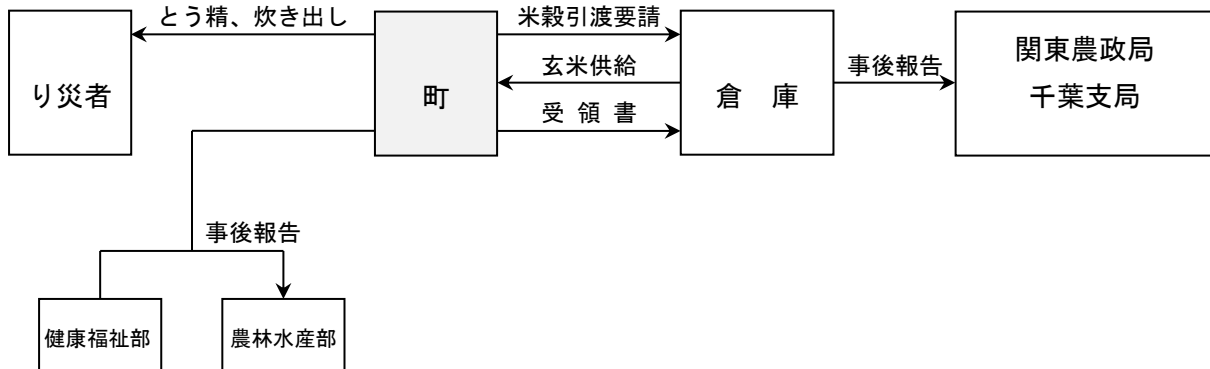 とう精、炊き出し
米穀引渡要請
り災者
町
玄米供給
倉　庫
事後報告
関東農政局
千葉支局
受 領 書
事後報告
健康福祉部
農林水産部